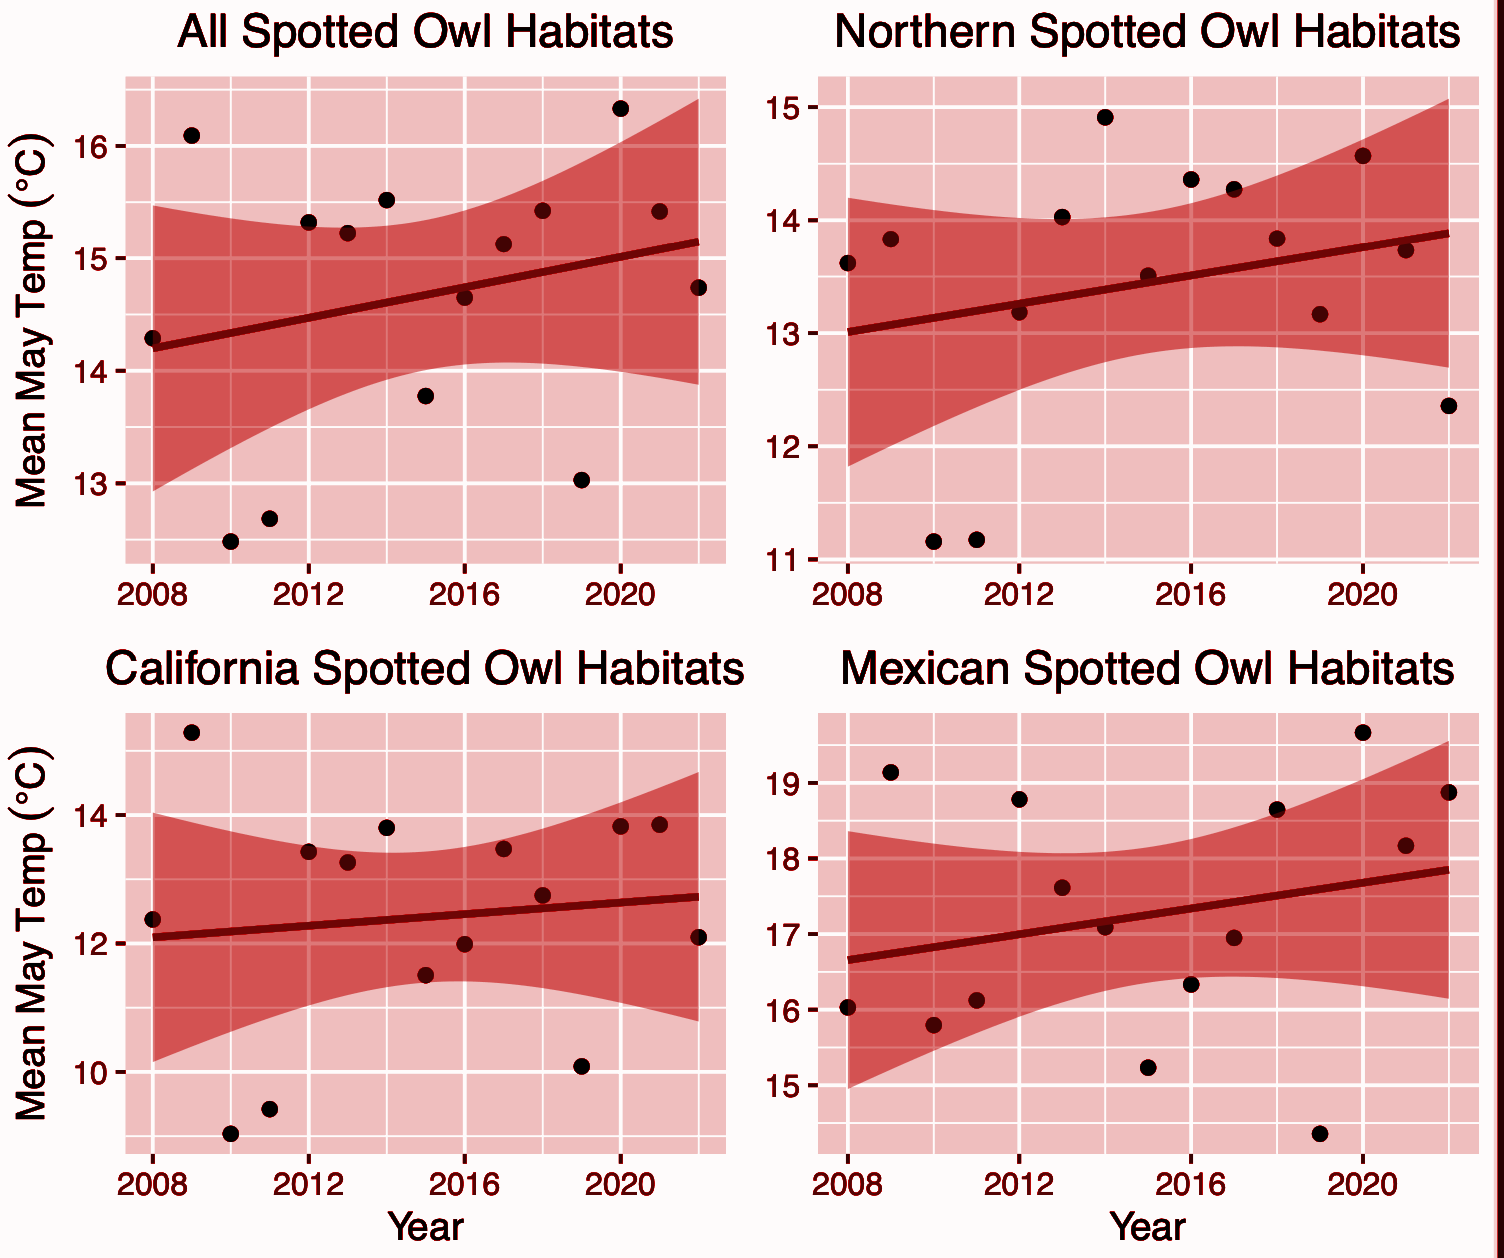 All Spotted Owl Habitats
Mean May Temp (°C)
16
15
14
13
2008 2012 2016 2020
Northern Spotted Owl Habitats
15
14
13
12
11
2008 2012 2016 2020
California Spotted Owl Habitats
Mean May Temp (°C)
14
12
10
2008 2012 2016 2020
Year
Mexican Spotted Owl Habitats
19
18
17
16
15
2008 2012 2016 2020
Year